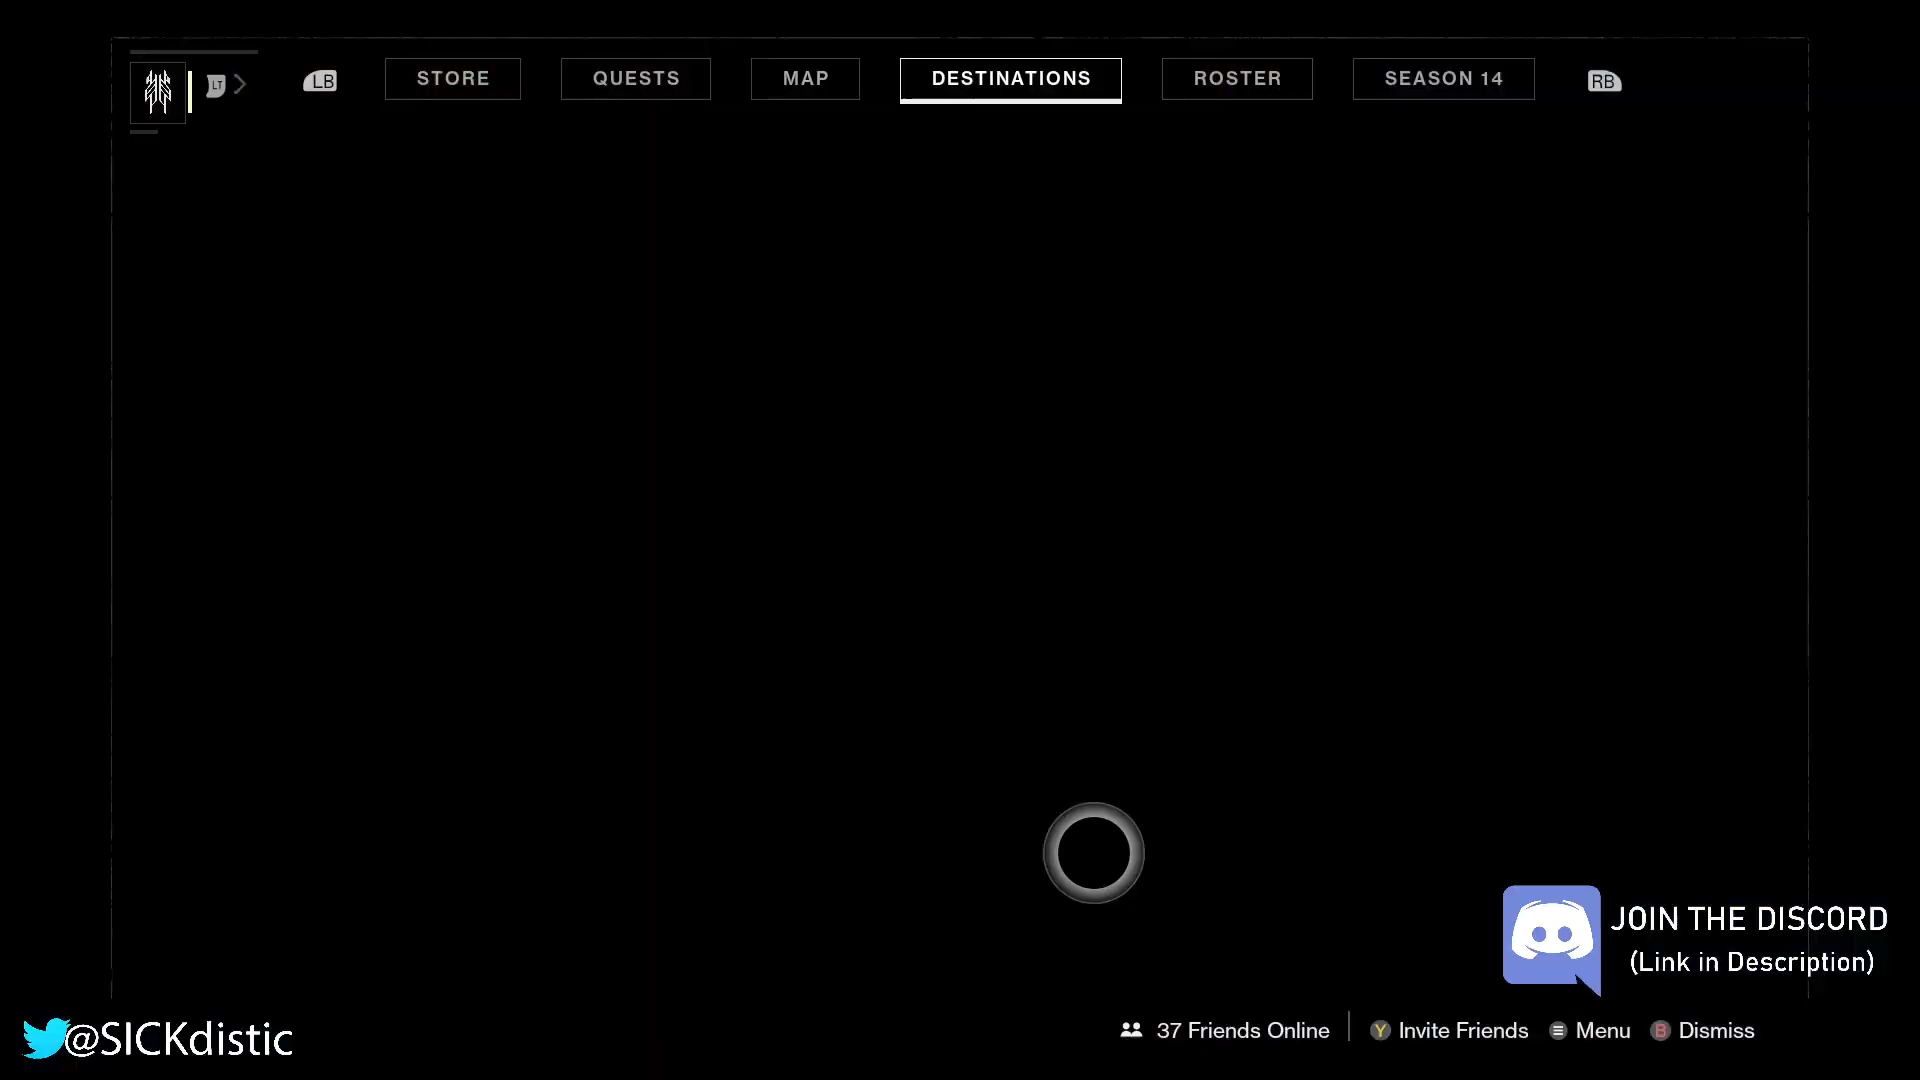 LT
LB
STORE
QUESTS
MAP
DESTINATIONS
ROSTER
SEASON 14
RB
JOIN THE DISCORD
(Link in Description)
@SICKdistic
37 Friends Online
Y Invite Friends
Menu
B Dismiss